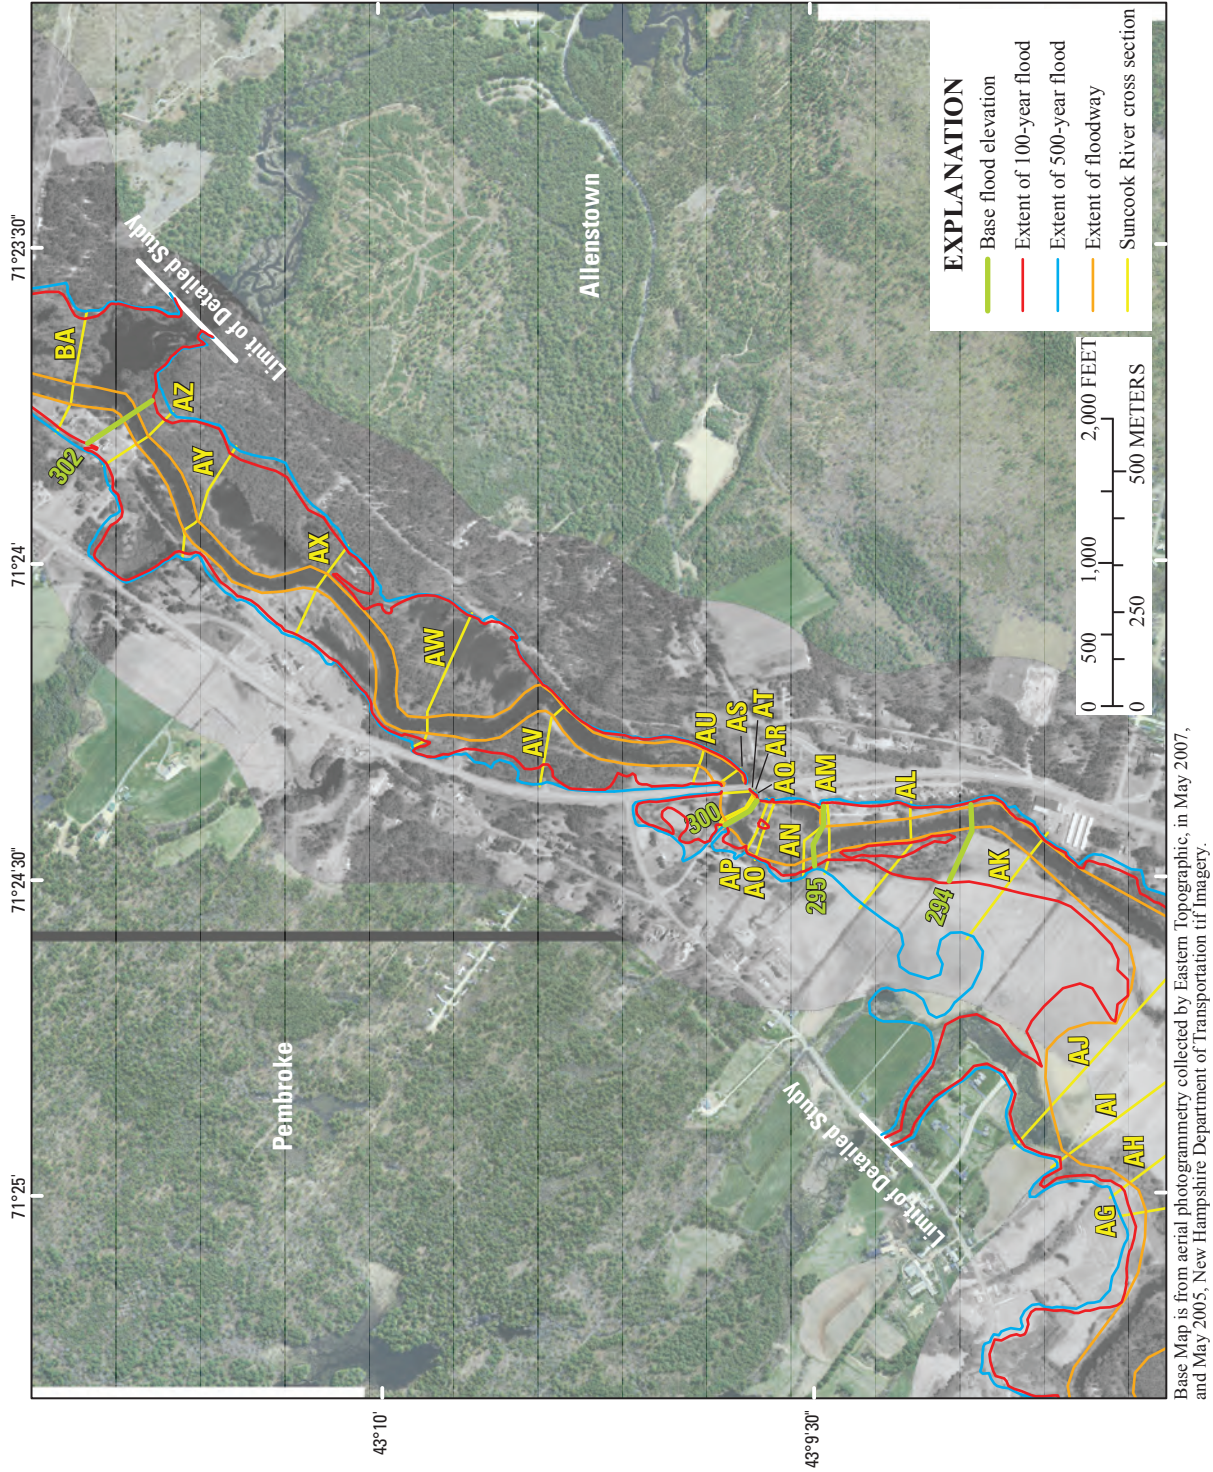 71°23'30"
71°24'
71°24'30"
71°25'
43°10'
43°9'30"
BA
AZ
302
AY
Limit of Detailed Study
AX
AW
AV
AU
AS
AT
AR
AQ
300
AP
AO
AN
AM
295
AL
294
AK
AJ
AI
AH
AG
Limit of Detailed Study
Allenstown
Pembroke
EXPLANATION
Base flood elevation
Extent of 100-year flood
Extent of 500-year flood
Extent of floodway
Suncook River cross section
0 500 1,000 2,000 FEET
0 250 500 METERS
Base Map is from aerial photogrammetry collected by Eastern Topographic, in May 2007,
and May 2005, New Hampshire Department of Transportation tif Imagery.